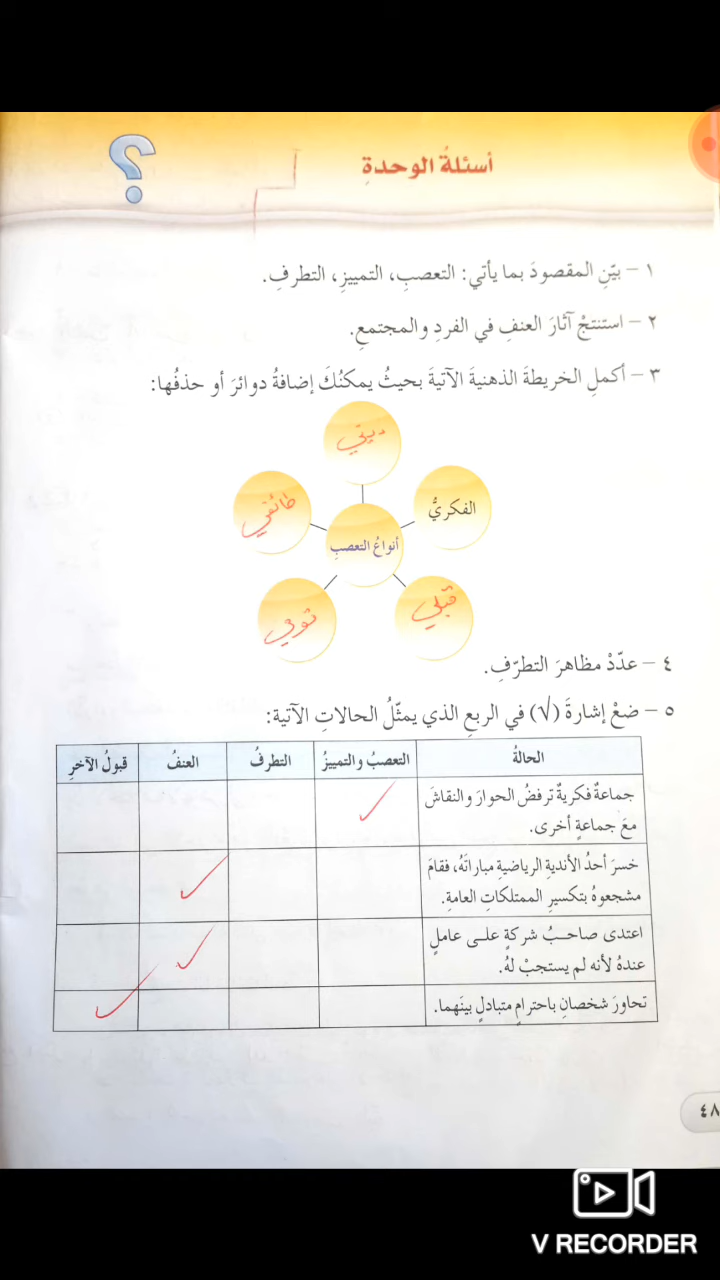 أسئلةُ الوحدةِ
١ – بيّنِ المقصودَ بما يأتي: التعصبِ، التمييزِ، التطرفِ.
٢ – استنتجْ آثارَ العنفِ في الفردِ والمجتمعِ.
٣ – أكملِ الخريطةَ الذهنيةَ الآتيةَ بحيثُ يمكنُكَ إضافةُ دوائرَ أو حذفُها:
ديني
الفكريُّ
طائفي
أنواعُ التعصبِ
قبلي
قومي
٤ – عدّدْ مظاهرَ التطرّفِ.
٥ – ضعْ إشارةَ (√) في الربعِ الذي يمثّلُ الحالاتِ الآتيةَ:
الحالةُ التعصبُ والتمييزُ التطرفُ العنفُ قبولُ الآخرِ
جماعةٌ فكريةٌ ترفضُ الحوارَ والنقاشَ ✓
معَ جماعةٍ أخرى.
خسرَ أحدُ الأنديةِ الرياضيةِ مباراتَهُ، فقامَ ✓
مشجعوهُ بتكسيرِ الممتلكاتِ العامةِ.
اعتدى صاحبُ شركةٍ على عاملٍ ✓
عندهُ لأنه لم يستجبْ لهُ.
تحاورَ شخصانِ باحترامٍ متبادلٍ بينَهما. ✓
٤٨
V RECORDER